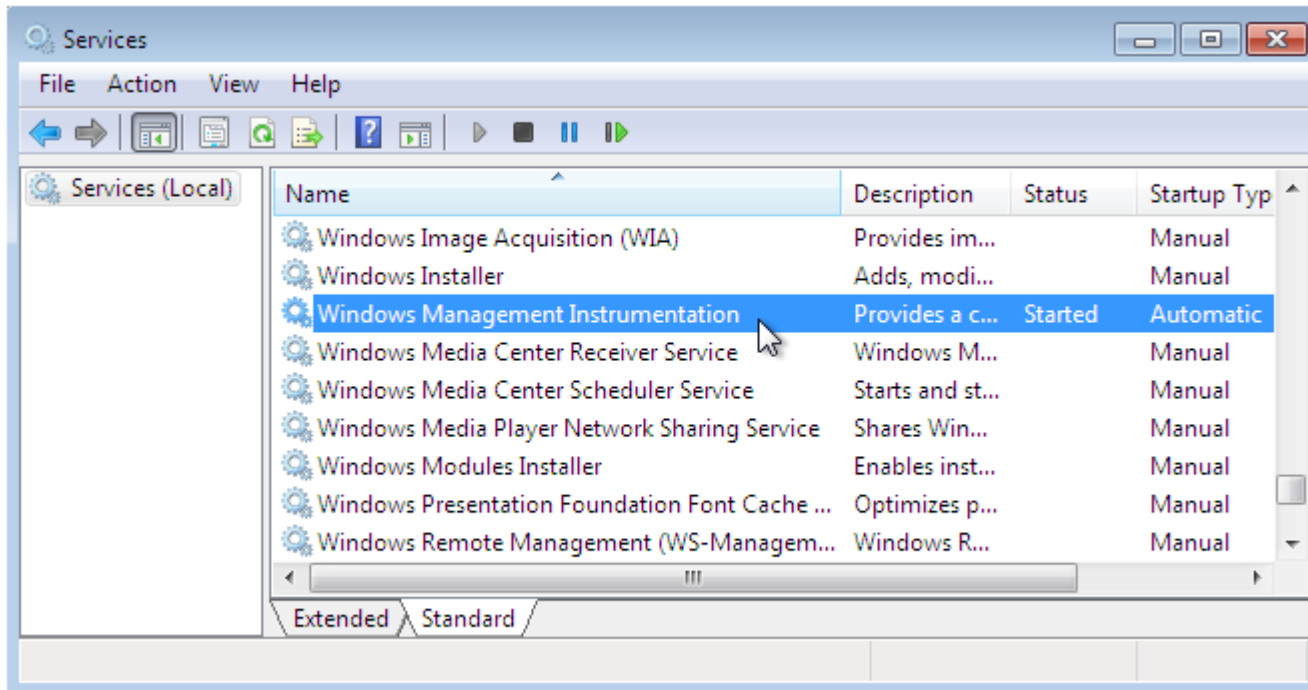 Services
File Action View Help
Services (Local)
Name Description Status Startup Typ
Windows Image Acquisition (WIA) Provides im... Manual
Windows Installer Adds, modi... Manual
Windows Management Instrumentation Provides a c... Started Automatic
Windows Media Center Receiver Service Windows M... Manual
Windows Media Center Scheduler Service Starts and st... Manual
Windows Media Player Network Sharing Service Shares Win... Manual
Windows Modules Installer Enables inst... Manual
Windows Presentation Foundation Font Cache ... Optimizes p... Manual
Windows Remote Management (WS-Managem... Windows R... Manual
Extended Standard